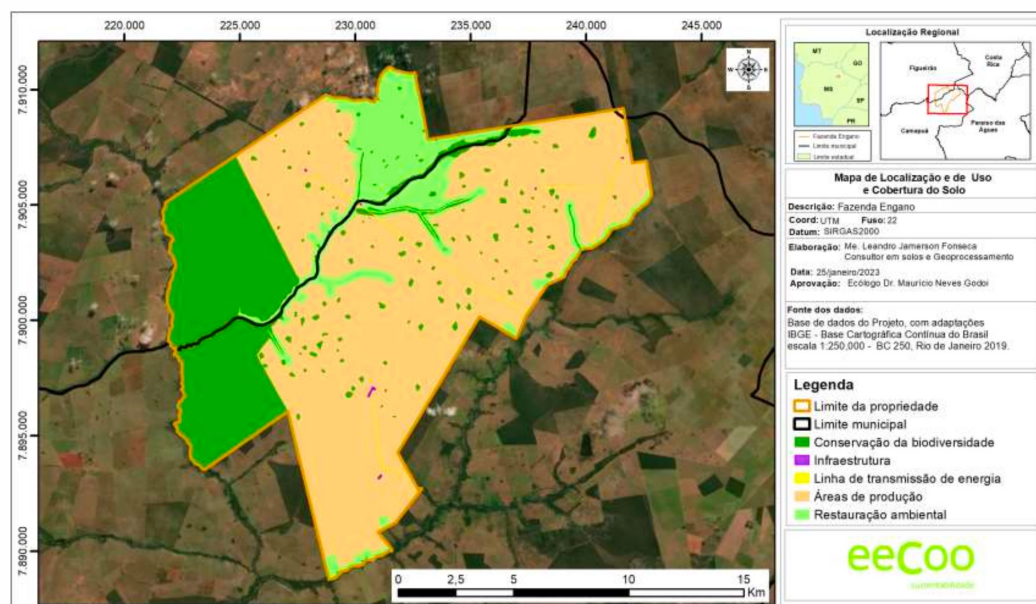 220.000 225.000 230.000 235.000 240.000 245.000
7.910.000
7.905.000
7.900.000
7.895.000
7.890.000
N
W E
S
0 2,5 5 10 15
Km
Localização Regional
MT
GO
MS
SP
PR
Fazenda Engano
Limite municipal
Limite estadual
Figueirão
Costa
Rica
Camapuã
Paraíso das
Águas
Mapa de Localização e de Uso
e Cobertura do Solo
Descrição: Fazenda Engano
Coord: UTM Fuso: 22
Datum: SIRGAS2000
Elaboração: Me. Leandro Jamerson Fonseca
Consultor em solos e Geoprocessamento
Data: 25/janeiro/2023
Aprovação: Ecólogo Dr. Maurício Neves Godoi
Fonte dos dados:
Base de dados do Projeto, com adaptações
IBGE - Base Cartográfica Contínua do Brasil
escala 1:250,000 - BC 250, Rio de Janeiro 2019.
Legenda
Limite da propriedade
Limite municipal
Conservação da biodiversidade
Infraestrutura
Linha de transmissão de energia
Áreas de produção
Restauração ambiental
eeCoo
sustentabilidade